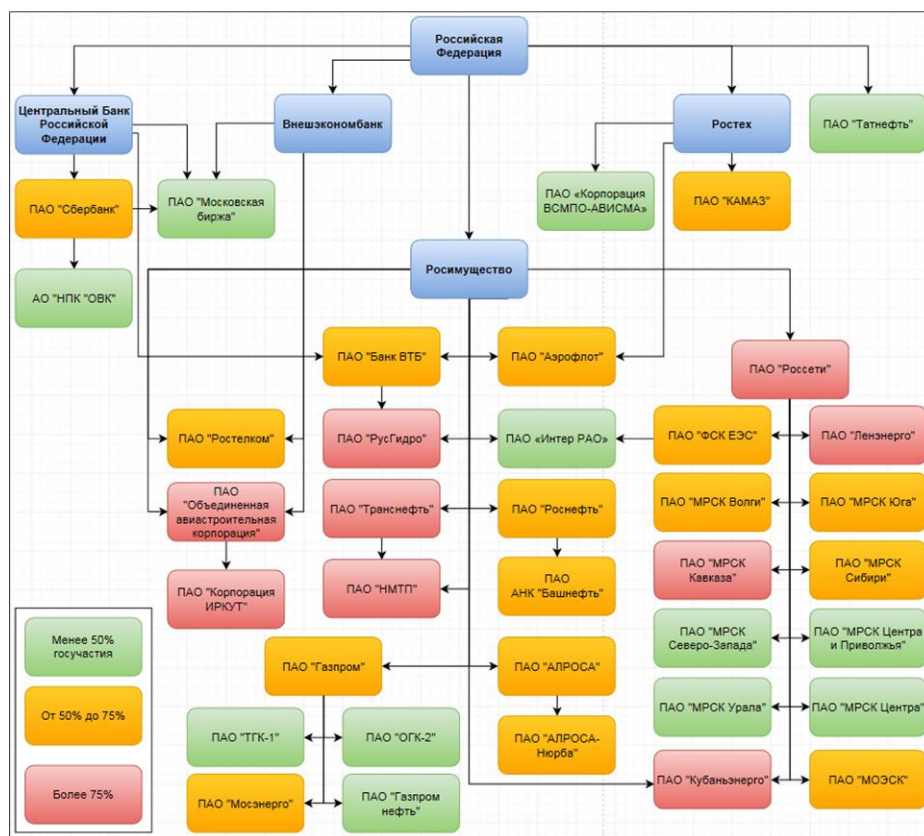 Российская
Федерация
Центральный Банк
Российской
Федерации
Внешэкономбанк
Ростех
ПАО "Татнефть"
ПАО "Сбербанк"
ПАО "Московская
биржа"
ПАО «Корпорация
ВСМПО-АВИСМА»
ПАО "КАМАЗ"
АО "НПК "ОВК"
Росимущество
ПАО "Банк ВТБ"
ПАО "Аэрофлот"
ПАО "Россети"
ПАО "Ростелком"
ПАО "РусГидро"
ПАО «Интер РАО»
ПАО "ФСК ЕЭС"
ПАО "Ленэнерго"
ПАО
"Объединенная
авиастроительная
корпорация"
ПАО "Транснефть"
ПАО "Роснефть"
ПАО "МРСК Волги"
ПАО "МРСК Юга"
ПАО "Корпорация
ИРКУТ"
ПАО "НМТП"
ПАО
АНК "Башнефть"
ПАО "МРСК
Кавказа"
ПАО "МРСК
Сибири"
Менее 50%
госучастия
ПАО "МРСК
Северо-Запада"
ПАО "МРСК Центра
и Приволжья"
ПАО "Газпром"
ПАО "АЛРОСА"
От 50% до 75%
ПАО "ТГК-1"
ПАО "ОГК-2"
ПАО "АЛРОСА-
Нюрба"
ПАО "МРСК Урала"
ПАО "МРСК Центра"
Более 75%
ПАО "Мосэнерго"
ПАО "Газпром
нефть"
ПАО "Кубаньэнерго"
ПАО "МОЭСК"